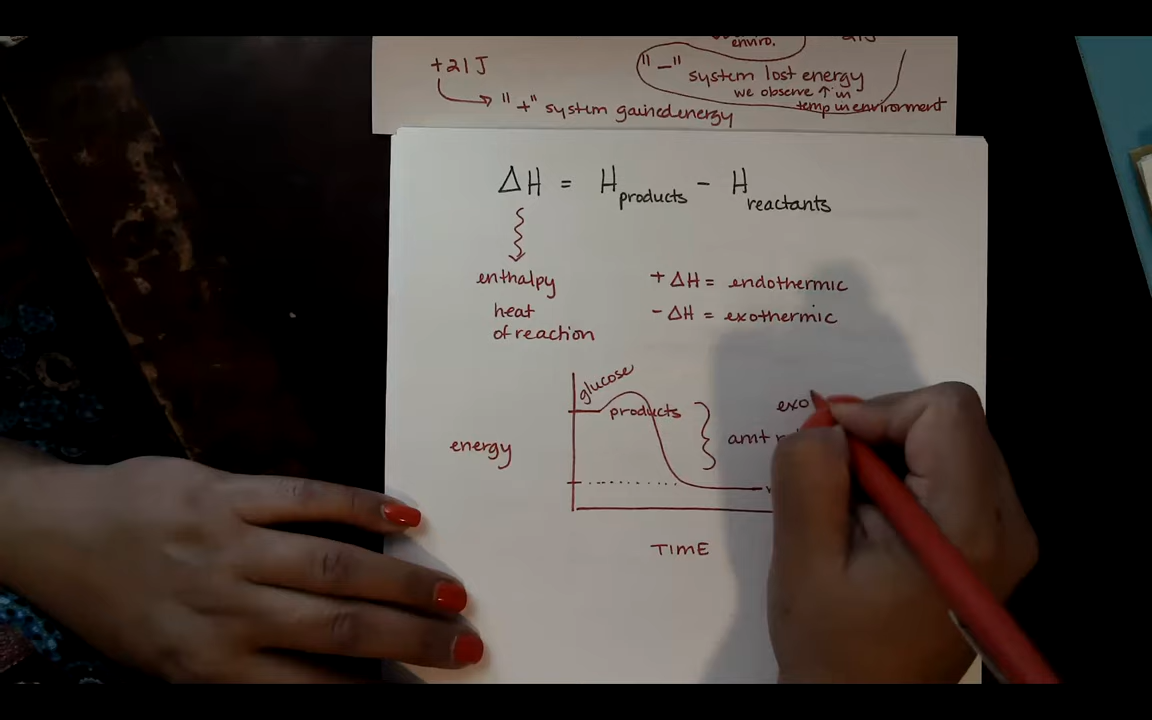 enviro.
+21J
"—"
system lost energy
we observe ↑ in
temp in environment
"+" system gained energy
ΔH = H products - H reactants
enthalpy
heat
of reaction
+ ΔH = endothermic
- ΔH = exothermic
glucose
products
exo
energy
amt
TIME